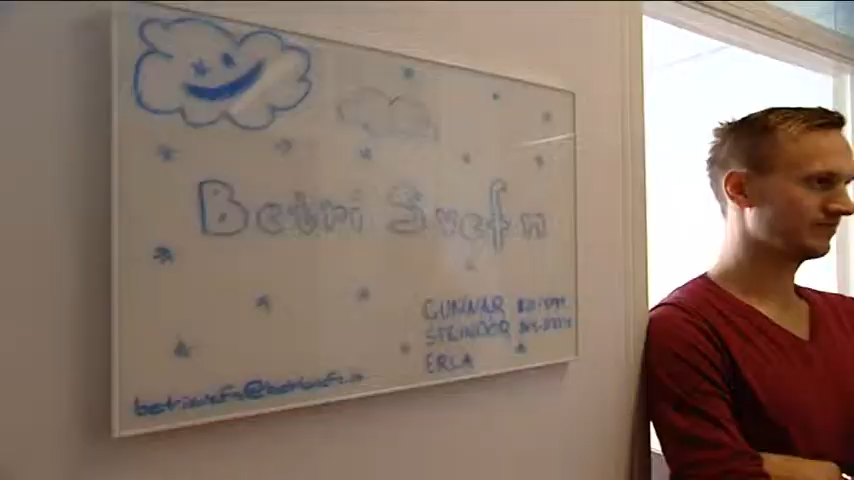 Betri Svefn
GUNNAR
STEINDÓR
ERLA
betrisvefn@betrisvefn.is